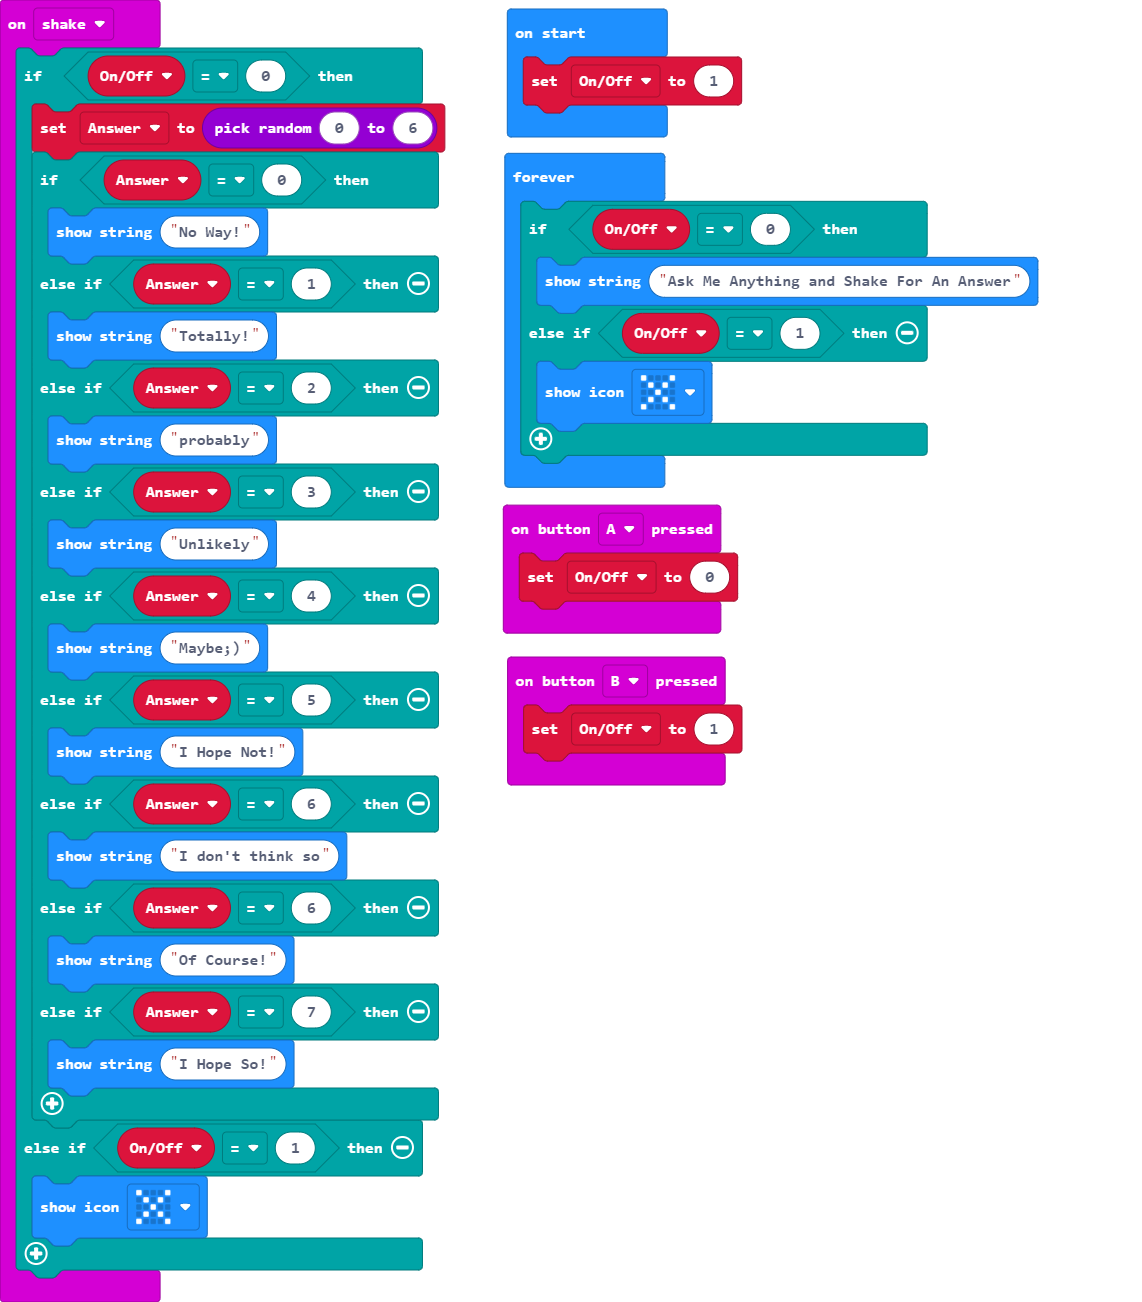 on shake
if On/Off = 0 then
set Answer to pick random 0 to 6
if Answer = 0 then
show string "No Way!"
else if Answer = 1 then
show string "Totally!"
else if Answer = 2 then
show string "probably"
else if Answer = 3 then
show string "Unlikely"
else if Answer = 4 then
show string "Maybe;)"
else if Answer = 5 then
show string "I Hope Not!"
else if Answer = 6 then
show string "I don't think so"
else if Answer = 6 then
show string "Of Course!"
else if Answer = 7 then
show string "I Hope So!"
else if On/Off = 1 then
show icon
on start
set On/Off to 1
forever
if On/Off = 0 then
show string "Ask Me Anything and Shake For An Answer"
else if On/Off = 1 then
show icon
on button A pressed
set On/Off to 0
on button B pressed
set On/Off to 1